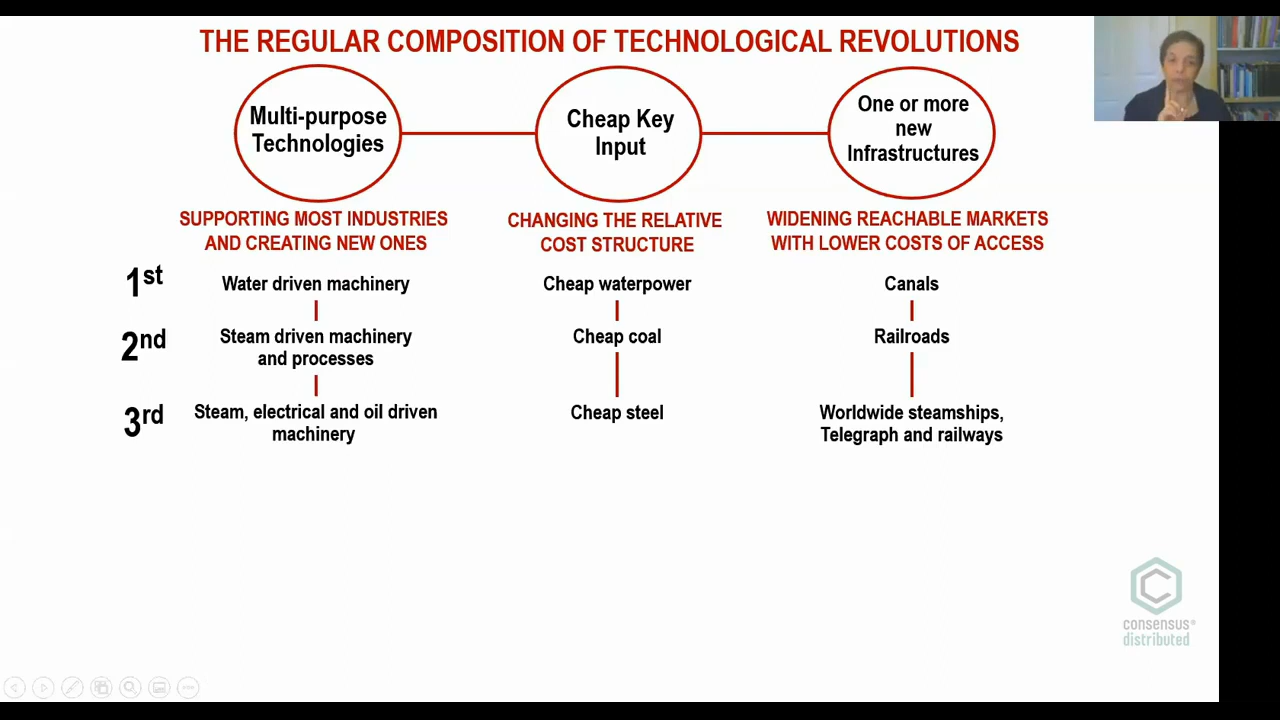 THE REGULAR COMPOSITION OF TECHNOLOGICAL REVOLUTIONS
Multi-purpose
Technologies
Cheap Key
Input
One or more
new
Infrastructures
SUPPORTING MOST INDUSTRIES
AND CREATING NEW ONES
CHANGING THE RELATIVE
COST STRUCTURE
WIDENING REACHABLE MARKETS
WITH LOWER COSTS OF ACCESS
1st
Water driven machinery
Cheap waterpower
Canals
2nd
Steam driven machinery
and processes
Cheap coal
Railroads
3rd
Steam, electrical and oil driven
machinery
Cheap steel
Worldwide steamships,
Telegraph and railways
consensus®
distributed